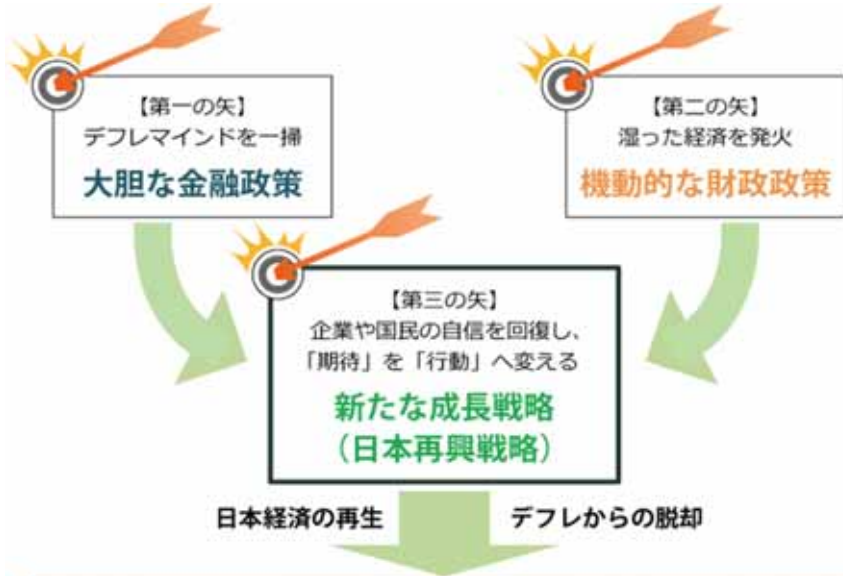 【第一の矢】
デフレマインドを一掃
大胆な金融政策
【第二の矢】
湿った経済を発火
機動的な財政政策
【第三の矢】
企業や国民の自信を回復し、
「期待」を「行動」へ変える
新たな成長戦略
（日本再興戦略）
日本経済の再生
デフレからの脱却